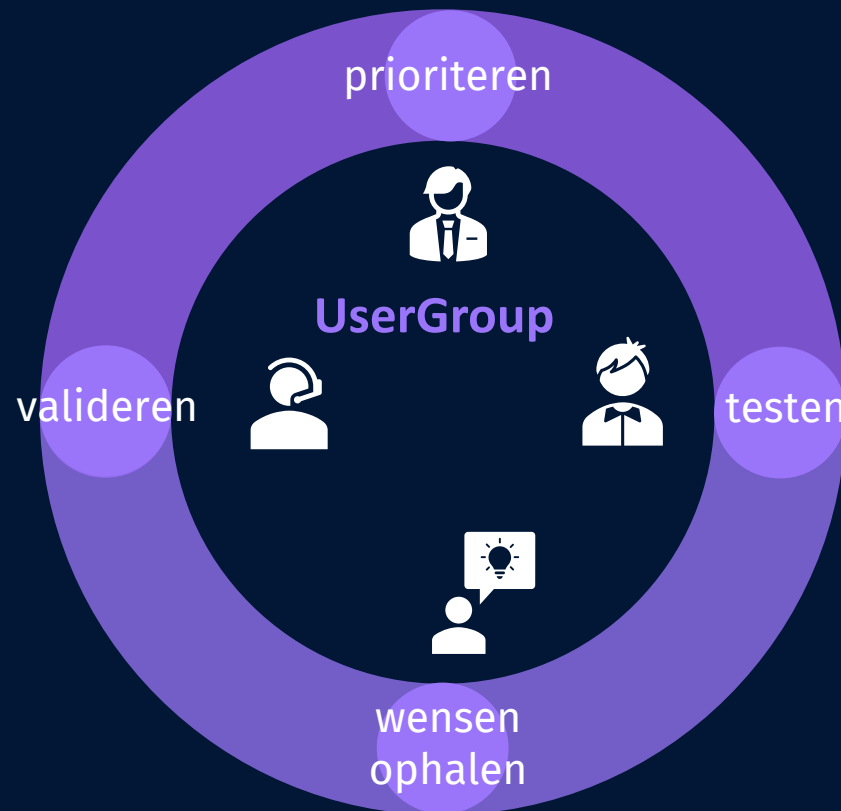 prioriteren
UserGroup
valideren
testen
wensen
ophalen